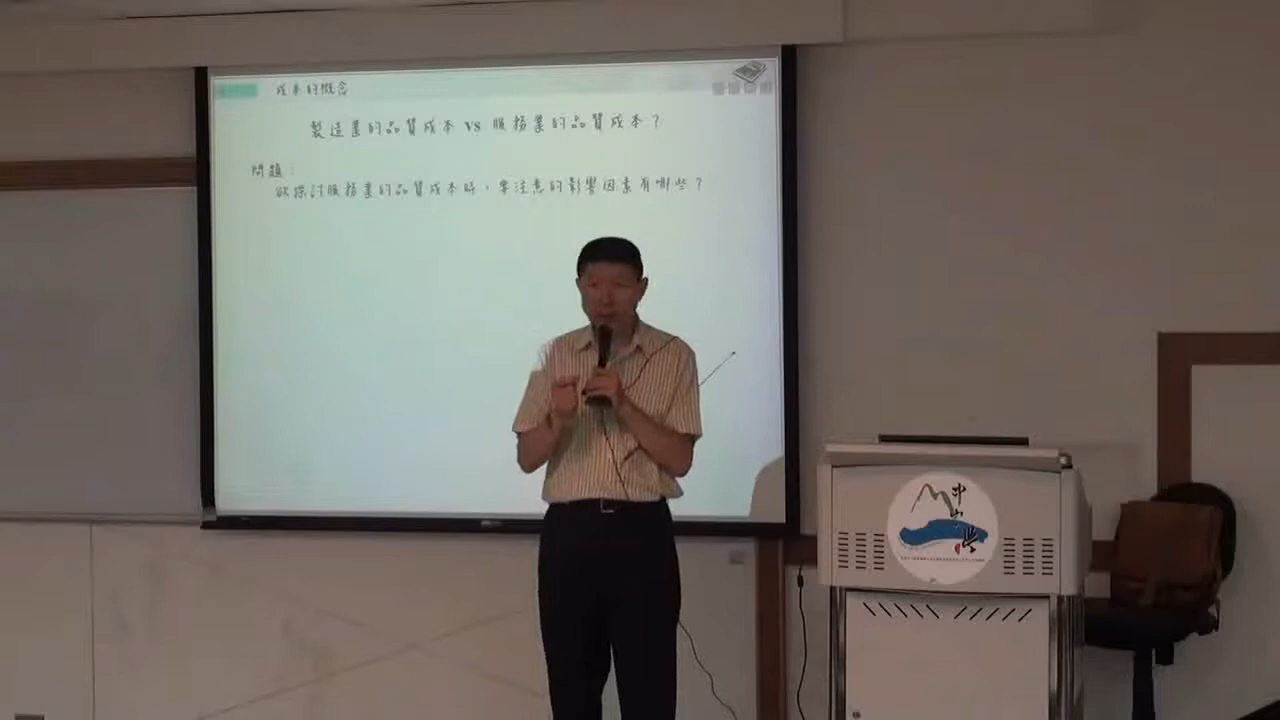 成本的概念
製造業的品質成本 VS 服務業的品質成本？
問題：
欲探討服務業的品質成本時，要注意的影響因素有哪些？
中山學